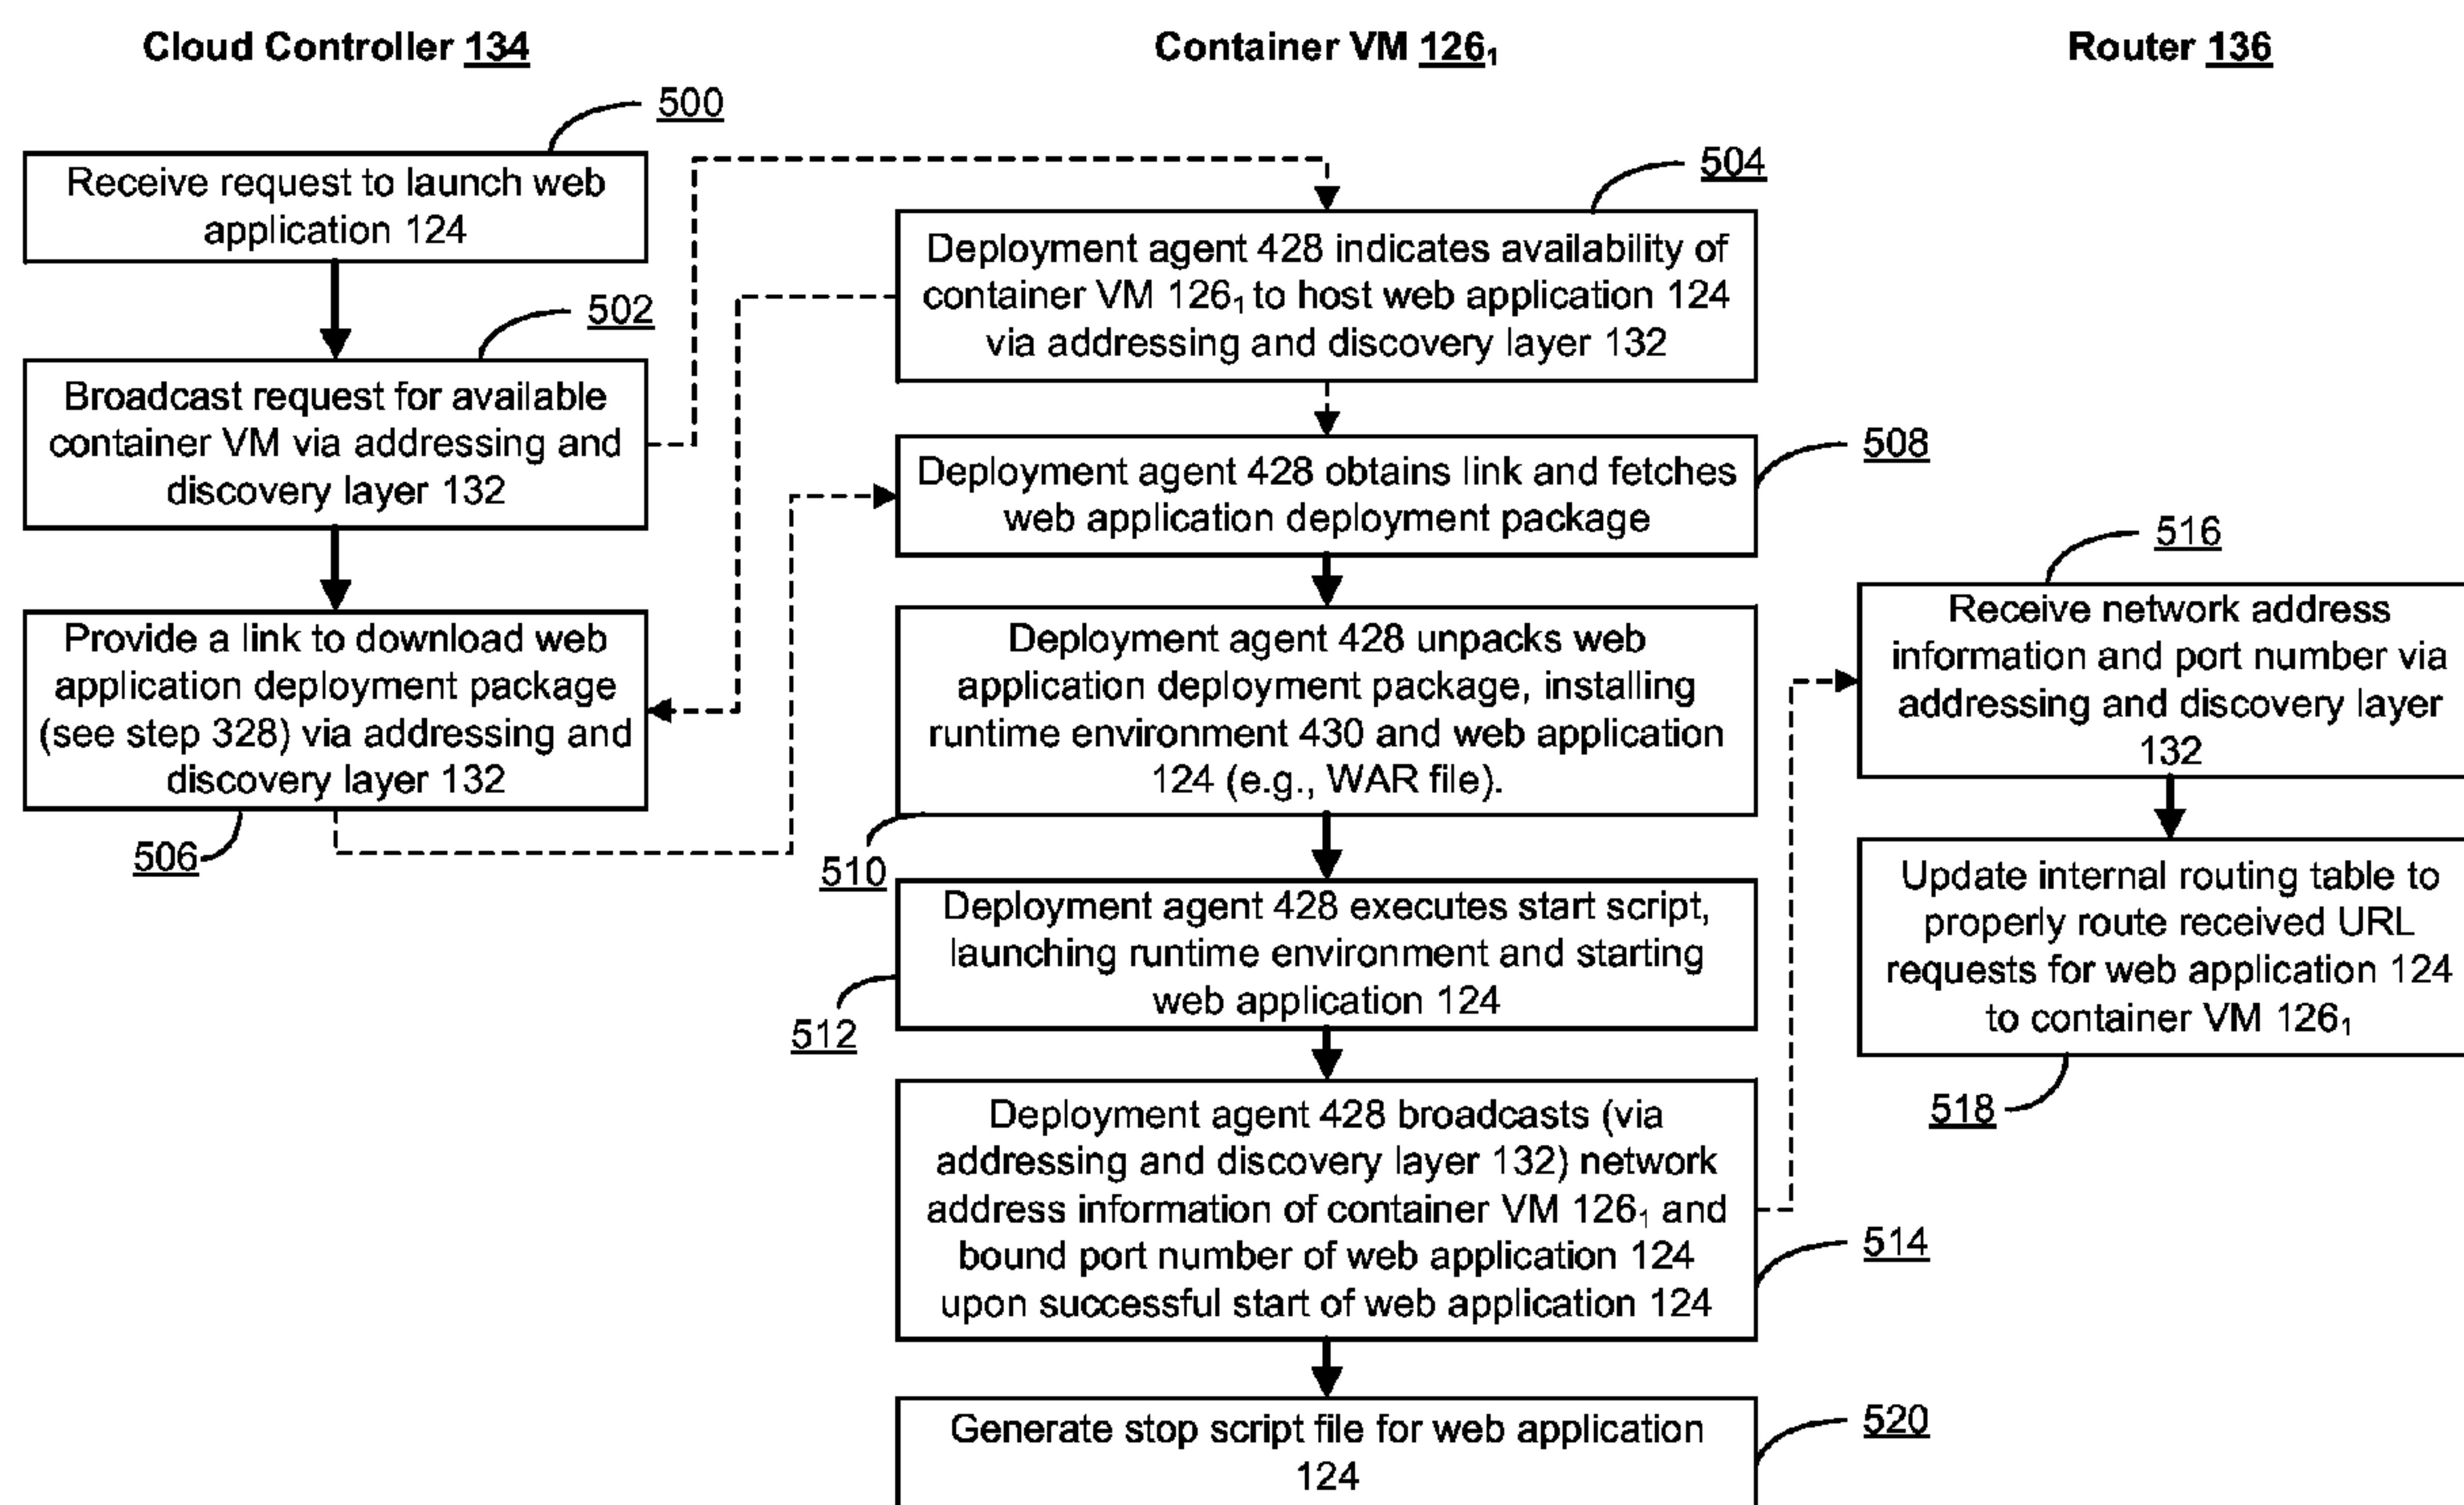 Cloud Controller 134
Container VM 126₁
Router 136
500
Receive request to launch web
application 124
502
Broadcast request for available
container VM via addressing and
discovery layer 132
Provide a link to download web
application deployment package
(see step 328) via addressing and
discovery layer 132
506
504
Deployment agent 428 indicates availability of
container VM 126₁ to host web application 124
via addressing and discovery layer 132
508
Deployment agent 428 obtains link and fetches
web application deployment package
Deployment agent 428 unpacks web
application deployment package, installing
runtime environment 430 and web application
124 (e.g., WAR file).
510
Deployment agent 428 executes start script,
launching runtime environment and starting
web application 124
512
Deployment agent 428 broadcasts (via
addressing and discovery layer 132) network
address information of container VM 126₁ and
bound port number of web application 124
upon successful start of web application 124
514
Generate stop script file for web application
124
520
516
Receive network address
information and port number via
addressing and discovery layer
132
Update internal routing table to
properly route received URL
requests for web application 124
to container VM 126₁
518